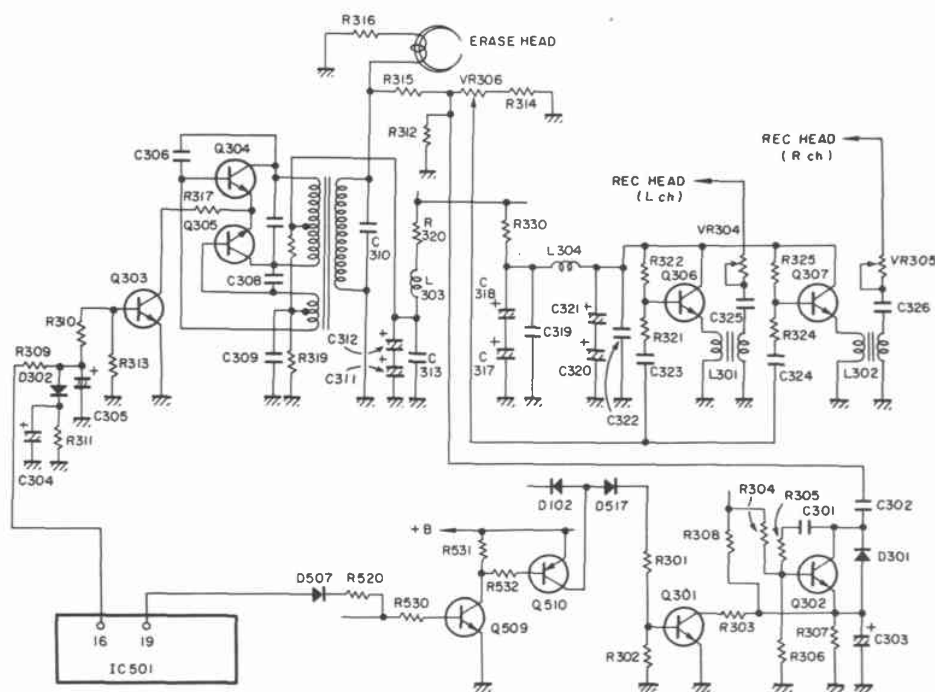 R316
ERASE HEAD
R315
VR306
R314
R312
REC HEAD
(R ch)
C306
Q304
REC HEAD
(L ch)
R317
Q305
R
320
R330
VR304
C
310
L304
R322
Q306
R325
Q307
VR305
Q303
C308
L
303
C
318
C321
R321
C325
R324
C326
R310
C319
R309
D302
R313
C309
R319
C312
C
313
C
317
C320
C323
L301
C324
L302
C305
C311
C322
R311
C304
D102
D517
R304
R305
C301
C302
+B
R531
R308
D301
R532
R301
D507
R520
R530
Q510
Q301
Q302
Q509
R303
R307
C303
16
19
R302
R306
IC501